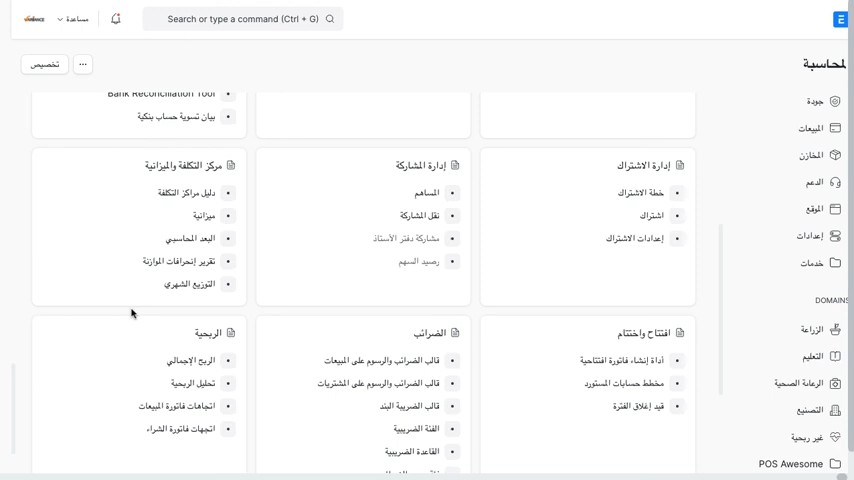 VARIANCE
مساعدة
Search or type a command (Ctrl + G)
E
المحاسبة
تخصيص
...
جودة
المبيعات
المخازن
الدعم
الموقع
إعدادات
خدمات
DOMAINS
الزراعة
التعليم
الرعاية الصحية
التصنيع
غير ربحية
POS Awesome
Bank Reconciliation Tool
بيان تسوية حساب بنكية
إدارة الاشتراك
خطة الاشتراك
اشتراك
إعدادات الاشتراك
إدارة المشاركة
المساهم
نقل المشاركة
مشاركة دفتر الأستاذ
رصيد السهم
مركز التكلفة والميزانية
دليل مراكز التكلفة
ميزانية
البعد المحاسبي
تقرير إنحرافات الموازنة
التوزيع الشهري
افتتاح واختتام
أداة إنشاء فاتورة افتتاحية
مخطط حسابات المستورد
قيد إغلاق الفترة
الضرائب
قالب الضرائب والرسوم على المبيعات
قالب الضرائب والرسوم على المشتريات
قالب الضريبة البند
الفئة الضريبية
القاعدة الضريبية
الربحية
الربح الإجمالي
تحليل الربحية
اتجاهات فاتورة المبيعات
اتجهات فاتورة الشراء